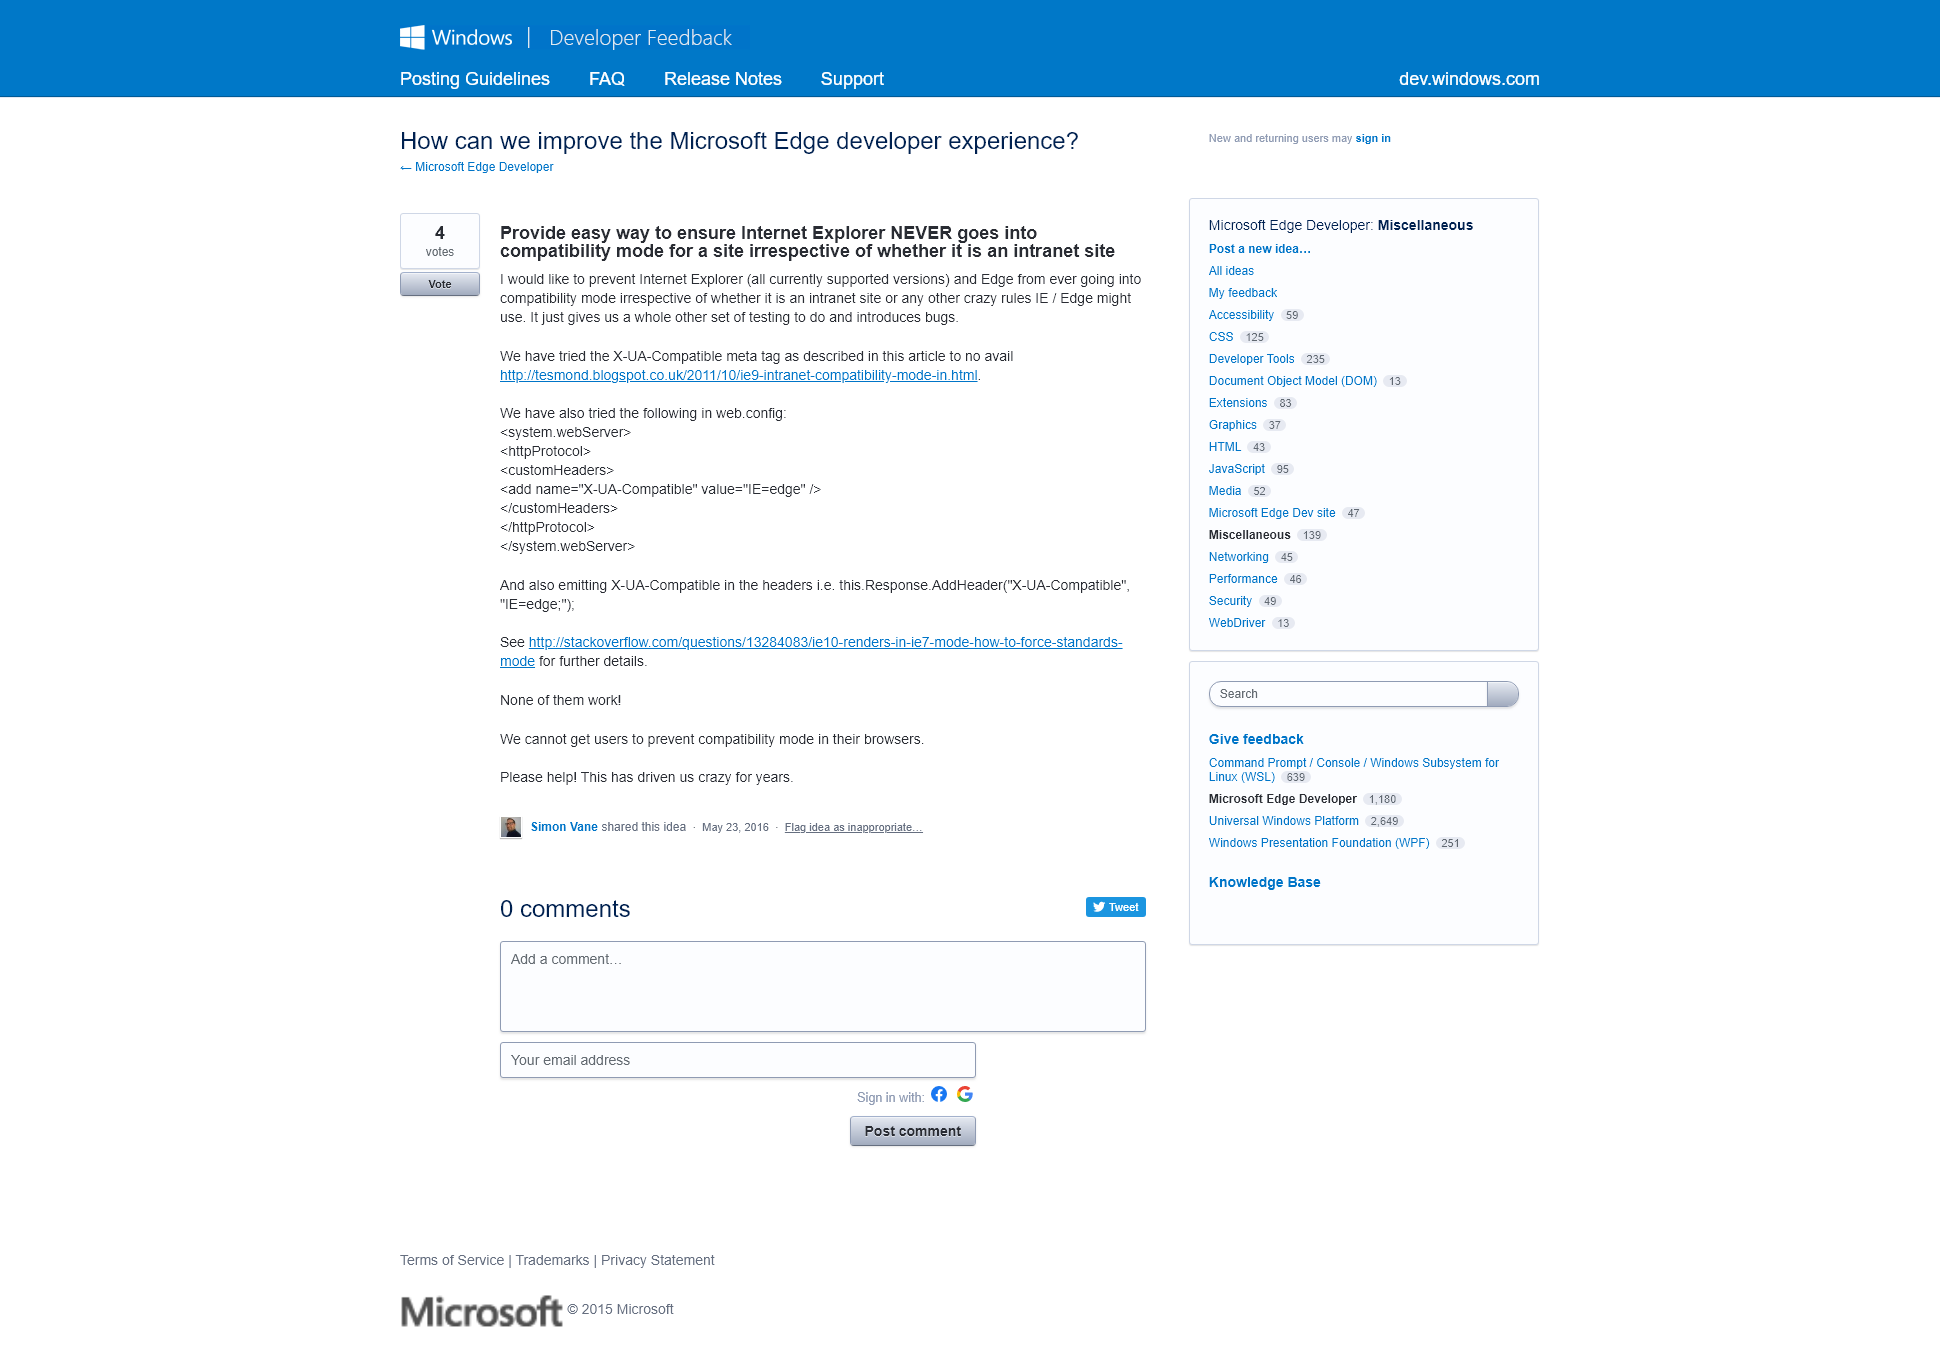 Windows | Developer Feedback
Posting Guidelines FAQ Release Notes Support dev.windows.com
How can we improve the Microsoft Edge developer experience?
← Microsoft Edge Developer
New and returning users may sign in
4
votes
Vote
Provide easy way to ensure Internet Explorer NEVER goes into
compatibility mode for a site irrespective of whether it is an intranet site
I would like to prevent Internet Explorer (all currently supported versions) and Edge from ever going into
compatibility mode irrespective of whether it is an intranet site or any other crazy rules IE / Edge might
use. It just gives us a whole other set of testing to do and introduces bugs.
We have tried the X-UA-Compatible meta tag as described in this article to no avail
http://tesmond.blogspot.co.uk/2011/10/ie9-intranet-compatibility-mode-in.html.
We have also tried the following in web.config:
<system.webServer>
<httpProtocol>
<customHeaders>
<add name="X-UA-Compatible" value="IE=edge" />
</customHeaders>
</httpProtocol>
</system.webServer>
And also emitting X-UA-Compatible in the headers i.e. this.Response.AddHeader("X-UA-Compatible",
"IE=edge;");
See http://stackoverflow.com/questions/13284083/ie10-renders-in-ie7-mode-how-to-force-standards-
mode for further details.
None of them work!
We cannot get users to prevent compatibility mode in their browsers.
Please help! This has driven us crazy for years.
Simon Vane shared this idea · May 23, 2016 · Flag idea as inappropriate…
0 comments
Tweet
Add a comment…
Your email address
Sign in with:
Post comment
Microsoft Edge Developer: Miscellaneous
Post a new idea…
All ideas
My feedback
Accessibility 59
CSS 125
Developer Tools 235
Document Object Model (DOM) 13
Extensions 83
Graphics 37
HTML 43
JavaScript 95
Media 52
Microsoft Edge Dev site 47
Miscellaneous 139
Networking 45
Performance 46
Security 49
WebDriver 13
Search
Give feedback
Command Prompt / Console / Windows Subsystem for
Linux (WSL) 639
Microsoft Edge Developer 1,180
Universal Windows Platform 2,649
Windows Presentation Foundation (WPF) 251
Knowledge Base
Terms of Service | Trademarks | Privacy Statement
Microsoft © 2015 Microsoft